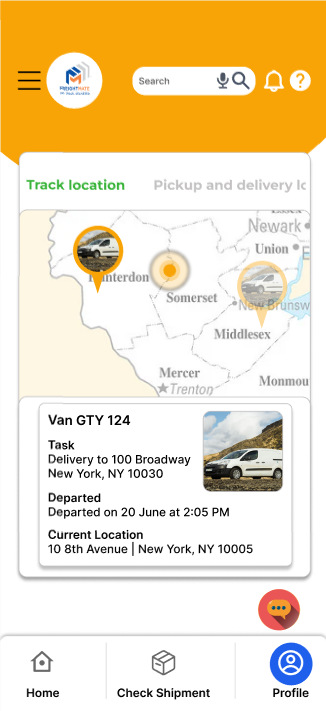 FREIGHTMATE
Search
?
Track location
Pickup and delivery lo
Essex
Newark
Union
E
Hunterdon
Somerset
New Brunsw
Middlesex
Mercer
Trenton
Monmou
Van GTY 124
Task
Delivery to 100 Broadway
New York, NY 10030
Departed
Departed on 20 June at 2:05 PM
Current Location
10 8th Avenue | New York, NY 10005
Home
Check Shipment
Profile